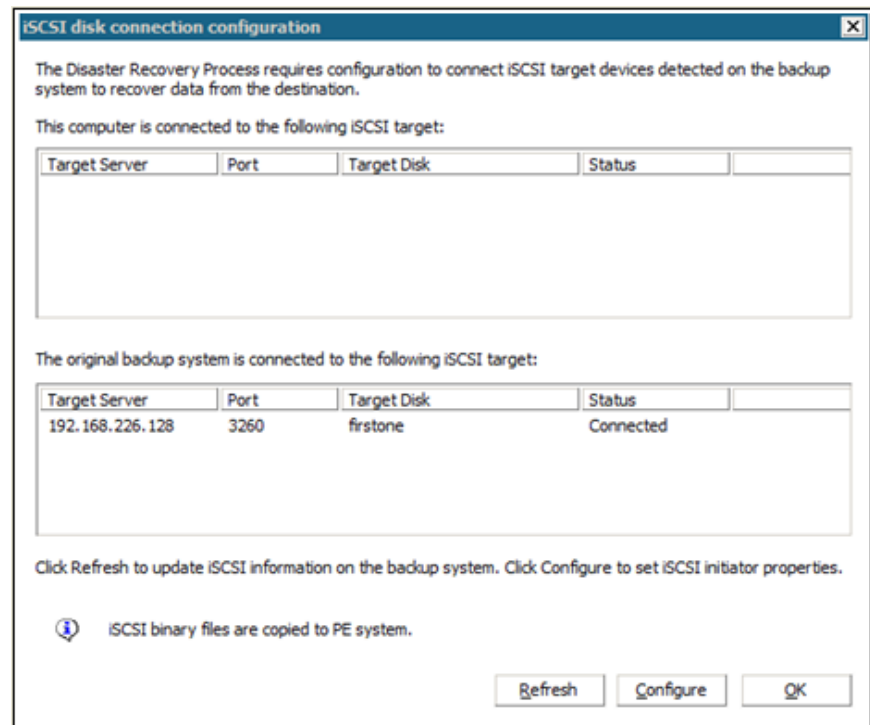 iSCSI disk connection configuration
The Disaster Recovery Process requires configuration to connect iSCSI target devices detected on the backup
system to recover data from the destination.
This computer is connected to the following iSCSI target:
Target Server Port Target Disk Status
The original backup system is connected to the following iSCSI target:
Target Server Port Target Disk Status
192.168.226.128 3260 firstone Connected
Click Refresh to update iSCSI information on the backup system. Click Configure to set iSCSI initiator properties.
iSCSI binary files are copied to PE system.
Refresh Configure OK